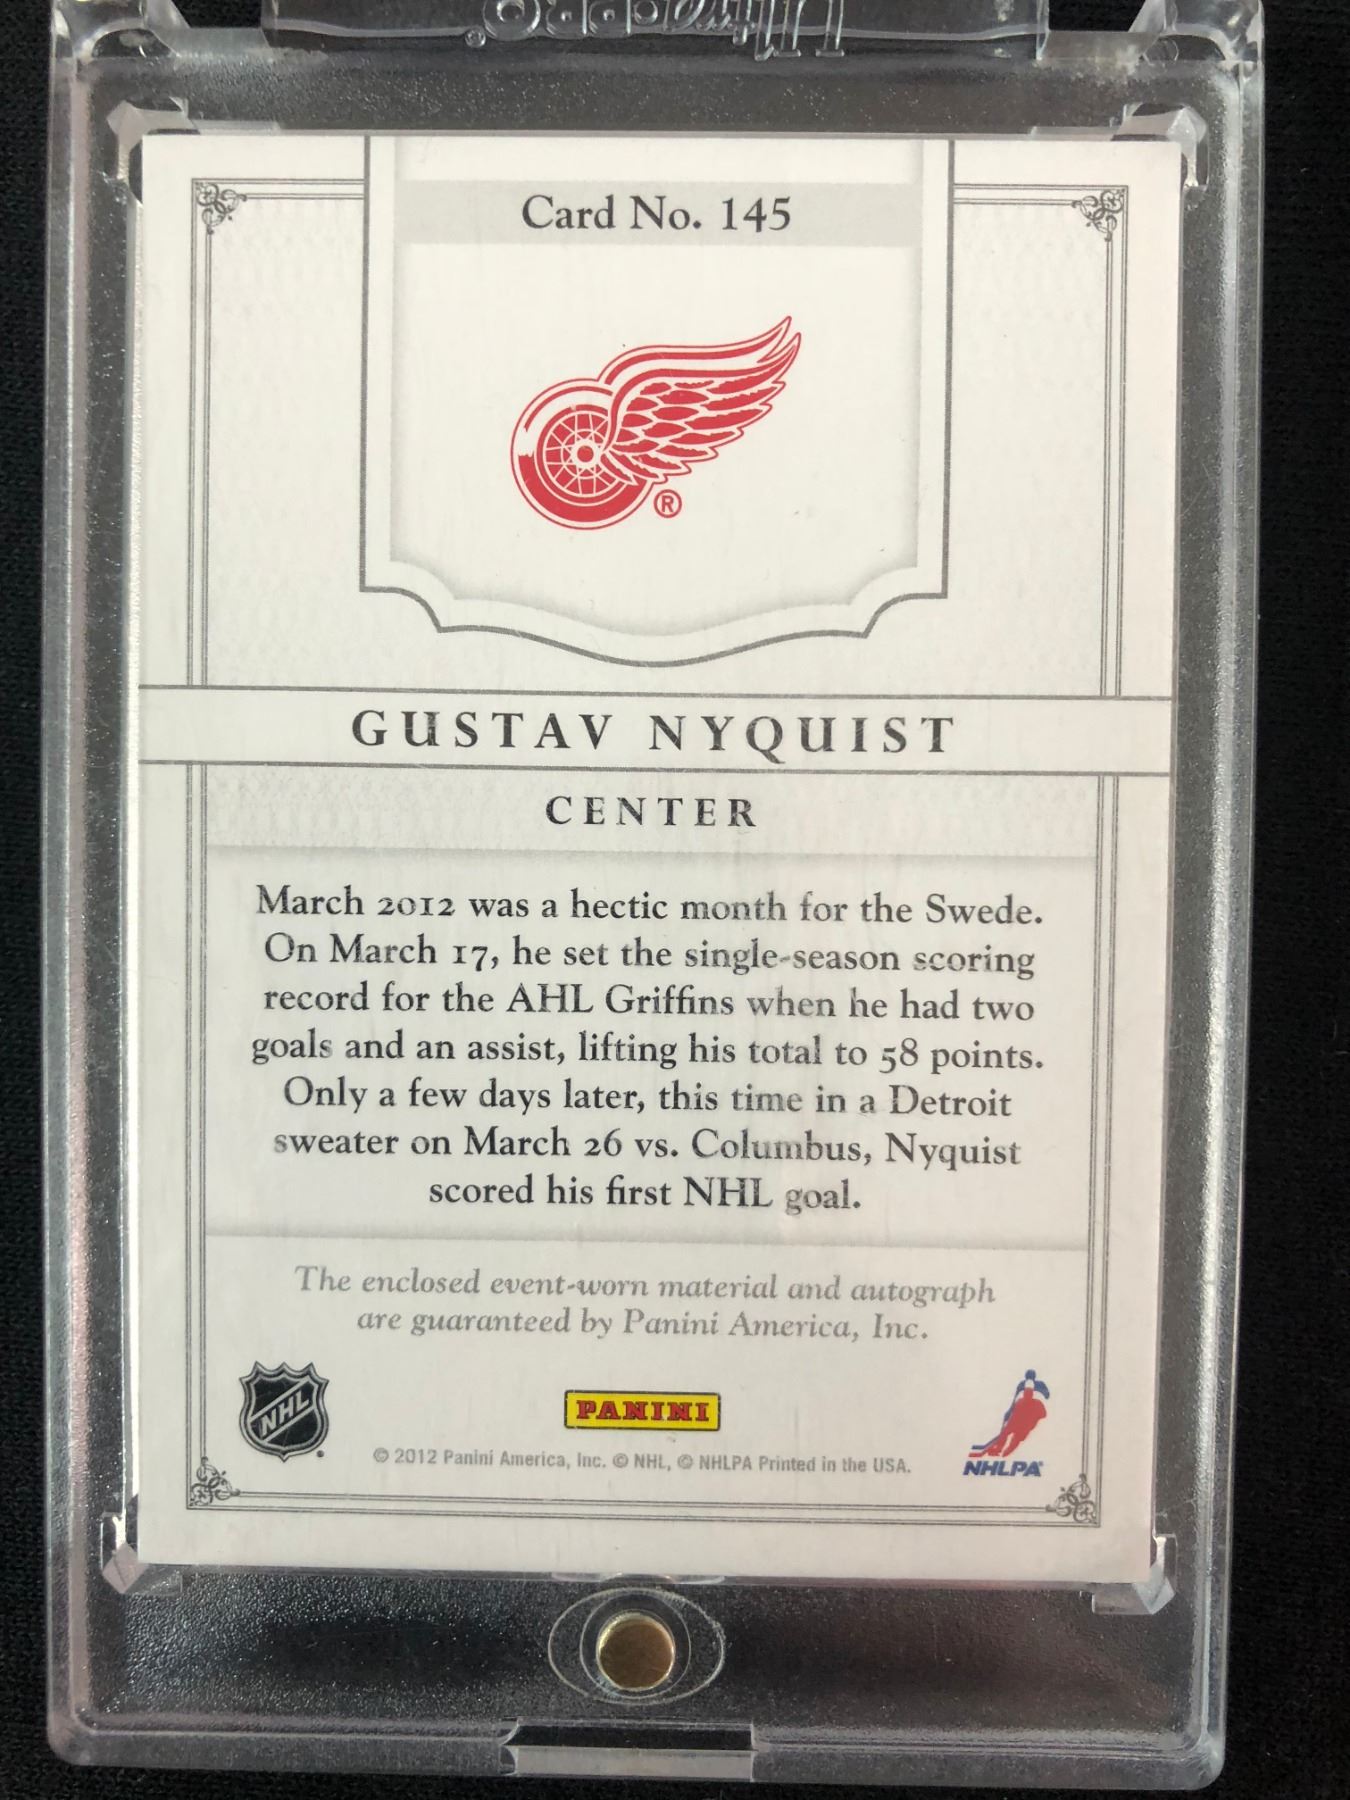 UltraPRO®
Card No. 145
®
GUSTAV NYQUIST
CENTER
March 2012 was a hectic month for the Swede.
On March 17, he set the single-season scoring
record for the AHL Griffins when he had two
goals and an assist, lifting his total to 58 points.
Only a few days later, this time in a Detroit
sweater on March 26 vs. Columbus, Nyquist
scored his first NHL goal.
The enclosed event-worn material and autograph
are guaranteed by Panini America, Inc.
NHL
PANINI
© 2012 Panini America, Inc. © NHL, © NHLPA Printed in the USA.
NHLPA